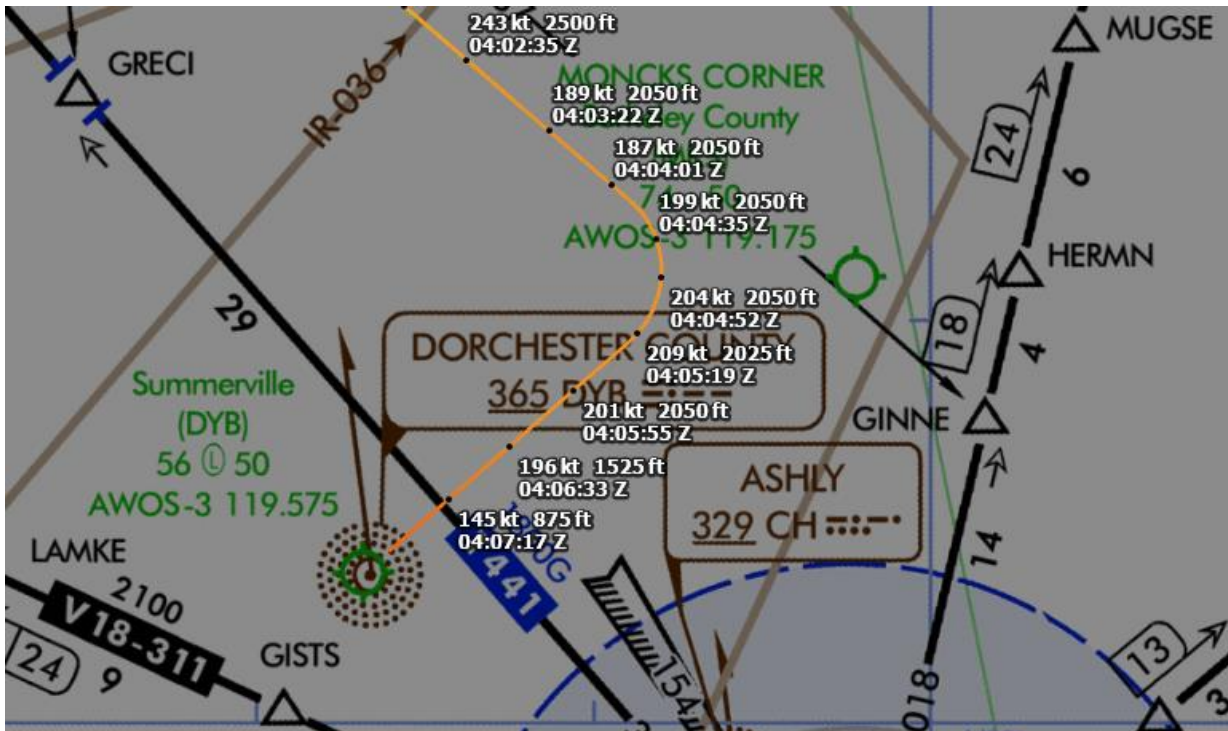 243 kt 2500 ft
04:02:35 Z
MUGSE
GRECI
IR-036
MONCKS CORNER
189 kt 2050 ft
04:03:22 Z
County
24
187 kt 2050 ft
04:04:01 Z
6
50
199 kt 2050 ft
04:04:35 Z
AWOS-3 119.175
HERMN
29
204 kt 2050 ft
04:04:52 Z
18
4
DORCHESTER COUNTY
209 kt 2025 ft
04:05:19 Z
365 DYB
Summerville
(DYB)
56 Ⓛ 50
AWOS-3 119.575
201 kt 2050 ft
04:05:55 Z
GINNE
196 kt 1525 ft
04:06:33 Z
ASHLY
329 CH
145 kt 875 ft
04:07:17 Z
14
LAMKE
2100
V18-311
441
24
9
GISTS
154
018
13
3